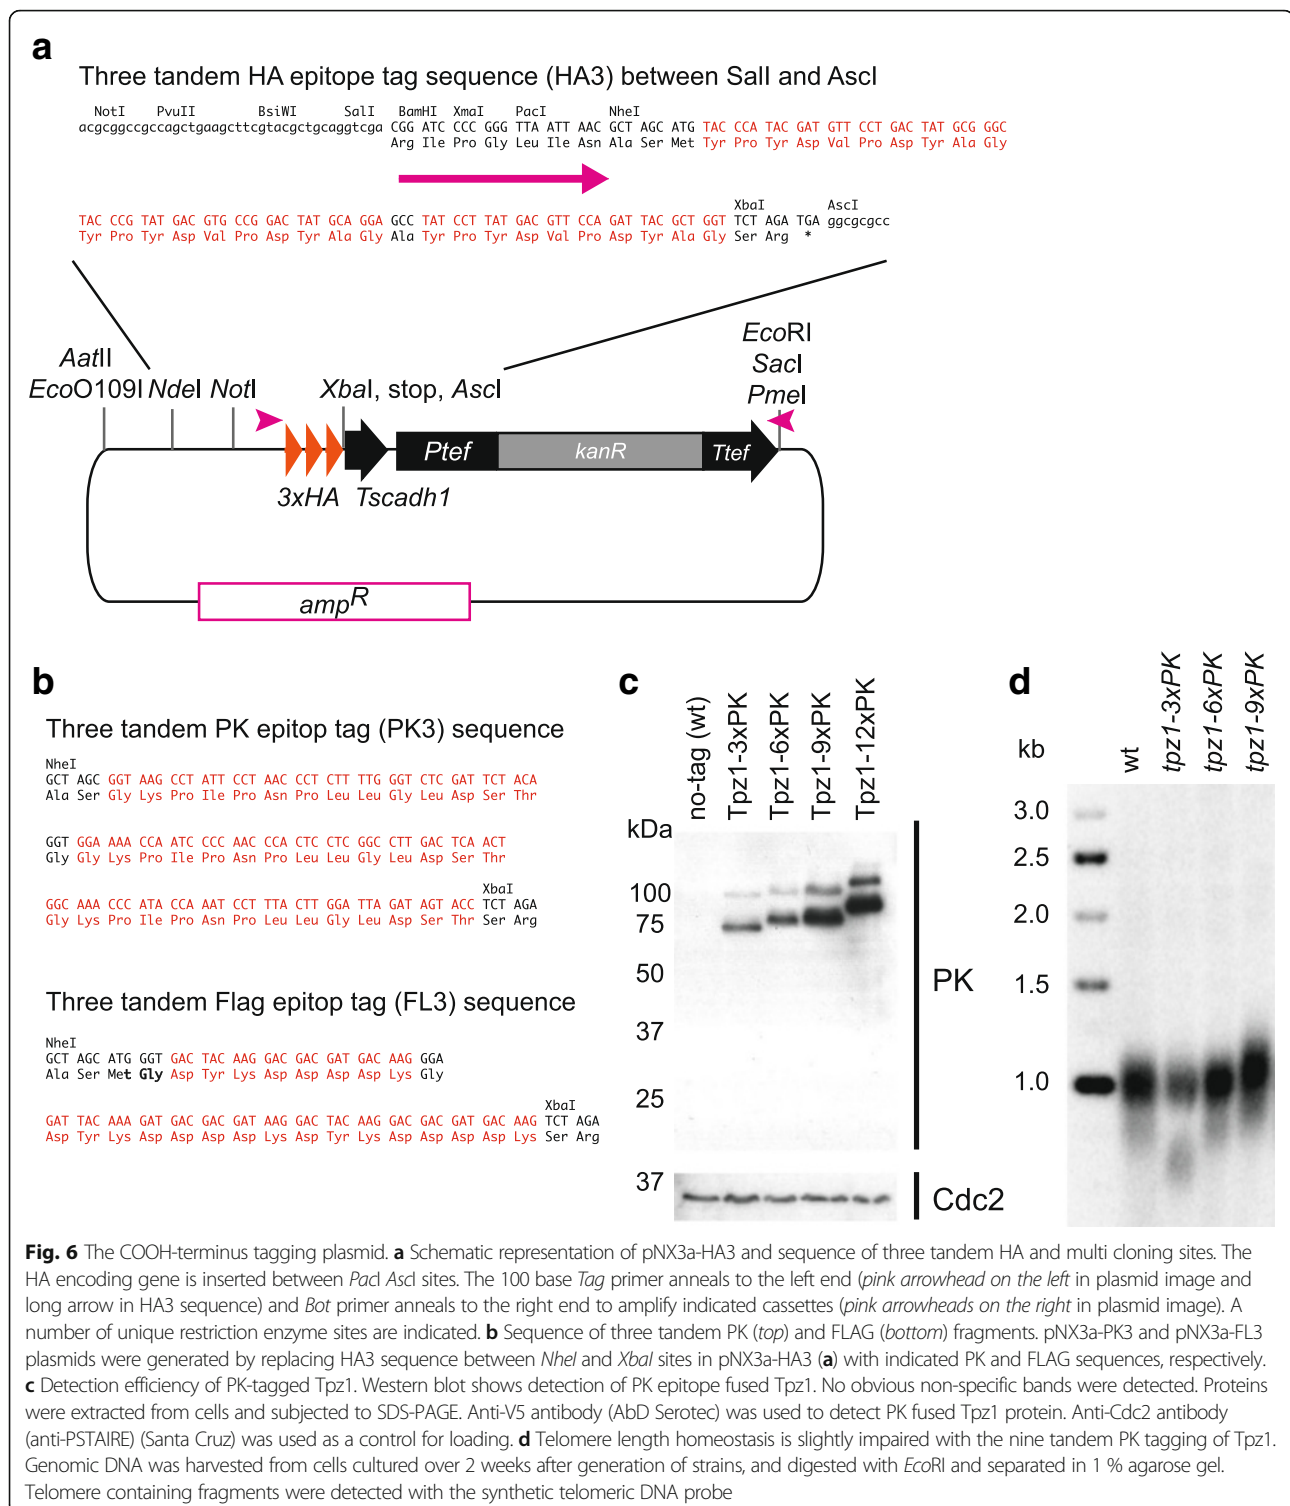 a
Three tandem HA epitope tag sequence (HA3) between SalI and AscI
NotI PvuII BsiWI SalI BamHI XmaI PacI NheI
acgcggccgccagctgaagcttcgtacgctgcaggtcga CGG ATC CCC GGG TTA ATT AAC GCT AGC ATG TAC CCA TAC GAT GTT CCT GAC TAT GCG GGC
Arg Ile Pro Gly Leu Ile Asn Ala Ser Met Tyr Pro Tyr Asp Val Pro Asp Tyr Ala Gly
XbaI AscI
TAC CCG TAT GAC GTG CCG GAC TAT GCA GGA GCC TAT CCT TAT GAC GTT CCA GAT TAC GCT GGT TCT AGA TGA ggcgcgcc
Tyr Pro Tyr Asp Val Pro Asp Tyr Ala Gly Ala Tyr Pro Tyr Asp Val Pro Asp Tyr Ala Gly Ser Arg *
AatII
EcoO109I NdeI NotI XbaI, stop, AscI
EcoRI
SacI
PmeI
Ptef kanR Ttef
3xHA Tscadh1
ampR
b
Three tandem PK epitop tag (PK3) sequence
NheI
GCT AGC GGT AAG CCT ATT CCT AAC CCT CTT TTG GGT CTC GAT TCT ACA
Ala Ser Gly Lys Pro Ile Pro Asn Pro Leu Leu Gly Leu Asp Ser Thr
GGT GGA AAA CCA ATC CCC AAC CCA CTC CTC GGC CTT GAC TCA ACT
Gly Gly Lys Pro Ile Pro Asn Pro Leu Leu Gly Leu Asp Ser Thr
XbaI
GGC AAA CCC ATA CCA AAT CCT TTA CTT GGA TTA GAT AGT ACC TCT AGA
Gly Lys Pro Ile Pro Asn Pro Leu Leu Gly Leu Asp Ser Thr Ser Arg
Three tandem Flag epitop tag (FL3) sequence
NheI
GCT AGC ATG GGT GAC TAC AAG GAC GAC GAT GAC AAG GGA
Ala Ser Met Gly Asp Tyr Lys Asp Asp Asp Asp Lys Gly
XbaI
GAT TAC AAA GAT GAC GAC GAT AAG GAC TAC AAG GAC GAC GAT GAC AAG TCT AGA
Asp Tyr Lys Asp Asp Asp Asp Lys Asp Tyr Lys Asp Asp Asp Asp Lys Ser Arg
c
no-tag (wt)
Tpz1-3xPK
Tpz1-6xPK
Tpz1-9xPK
Tpz1-12xPK
kDa
100
75
50
37
25
PK
37
Cdc2
d
kb
wt
tpz1-3xPK
tpz1-6xPK
tpz1-9xPK
3.0
2.5
2.0
1.5
1.0
Fig. 6 The COOH-terminus tagging plasmid. a Schematic representation of pNX3a-HA3 and sequence of three tandem HA and multi cloning sites. The
HA encoding gene is inserted between PacI AscI sites. The 100 base Tag primer anneals to the left end (pink arrowhead on the left in plasmid image and
long arrow in HA3 sequence) and Bot primer anneals to the right end to amplify indicated cassettes (pink arrowheads on the right in plasmid image). A
number of unique restriction enzyme sites are indicated. b Sequence of three tandem PK (top) and FLAG (bottom) fragments. pNX3a-PK3 and pNX3a-FL3
plasmids were generated by replacing HA3 sequence between NheI and XbaI sites in pNX3a-HA3 (a) with indicated PK and FLAG sequences, respectively.
c Detection efficiency of PK-tagged Tpz1. Western blot shows detection of PK epitope fused Tpz1. No obvious non-specific bands were detected. Proteins
were extracted from cells and subjected to SDS-PAGE. Anti-V5 antibody (AbD Serotec) was used to detect PK fused Tpz1 protein. Anti-Cdc2 antibody
(anti-PSTAIRE) (Santa Cruz) was used as a control for loading. d Telomere length homeostasis is slightly impaired with the nine tandem PK tagging of Tpz1.
Genomic DNA was harvested from cells cultured over 2 weeks after generation of strains, and digested with EcoRI and separated in 1 % agarose gel.
Telomere containing fragments were detected with the synthetic telomeric DNA probe